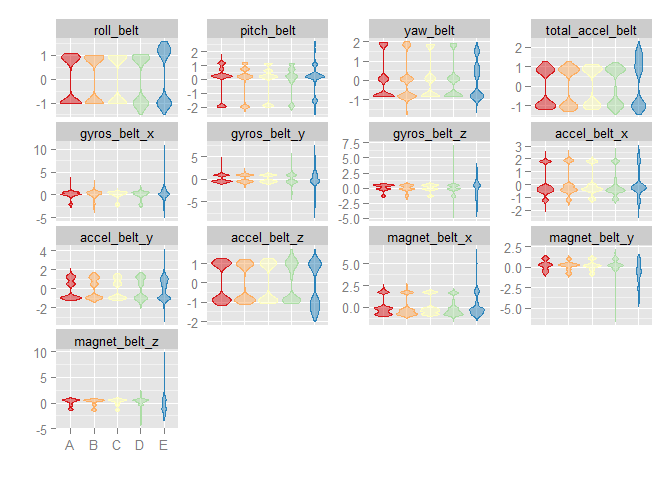 roll_belt pitch_belt yaw_belt total_accel_belt
1 0 -1
2 1 0 -1 -2
2 1 0 -1
2 1 0 -1
gyros_belt_x gyros_belt_y gyros_belt_z accel_belt_x
10 5 0 -5
5 0 -5
7.5 5.0 2.5 0.0 -2.5 -5.0
3 2 1 0 -1 -2
accel_belt_y accel_belt_z magnet_belt_x magnet_belt_y
4 2 0 -2
1 0 -1 -2
5.0 0.0
2.5 0.0 -2.5 -5.0
magnet_belt_z
10 5 0 -5
A B C D E